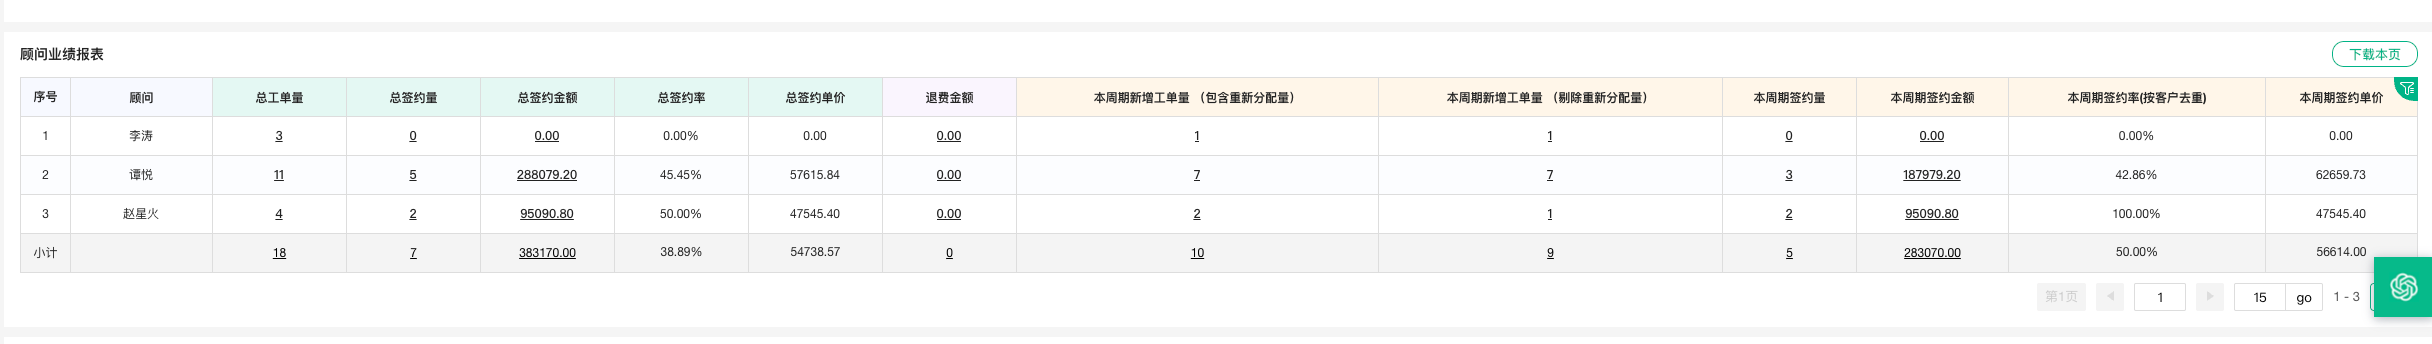 顾问业绩报表
下载本页
序号 顾问 总工单量 总签约量 总签约金额 总签约率 总签约单价 退费金额 本周期新增工单量 （包含重新分配量） 本周期新增工单量 （剔除重新分配量） 本周期签约量 本周期签约金额 本周期签约率(按客户去重) 本周期签约单价
1 李涛 3 0 0.00 0.00% 0.00 0.00 1 1 0 0.00 0.00% 0.00
2 谭悦 11 5 288079.20 45.45% 57615.84 0.00 7 7 3 187979.20 42.86% 62659.73
3 赵星火 4 2 95090.80 50.00% 47545.40 0.00 2 1 2 95090.80 100.00% 47545.40
小计 18 7 383170.00 38.89% 54738.57 0 10 9 5 283070.00 50.00% 56614.00
第1页 1 15 go 1 - 3